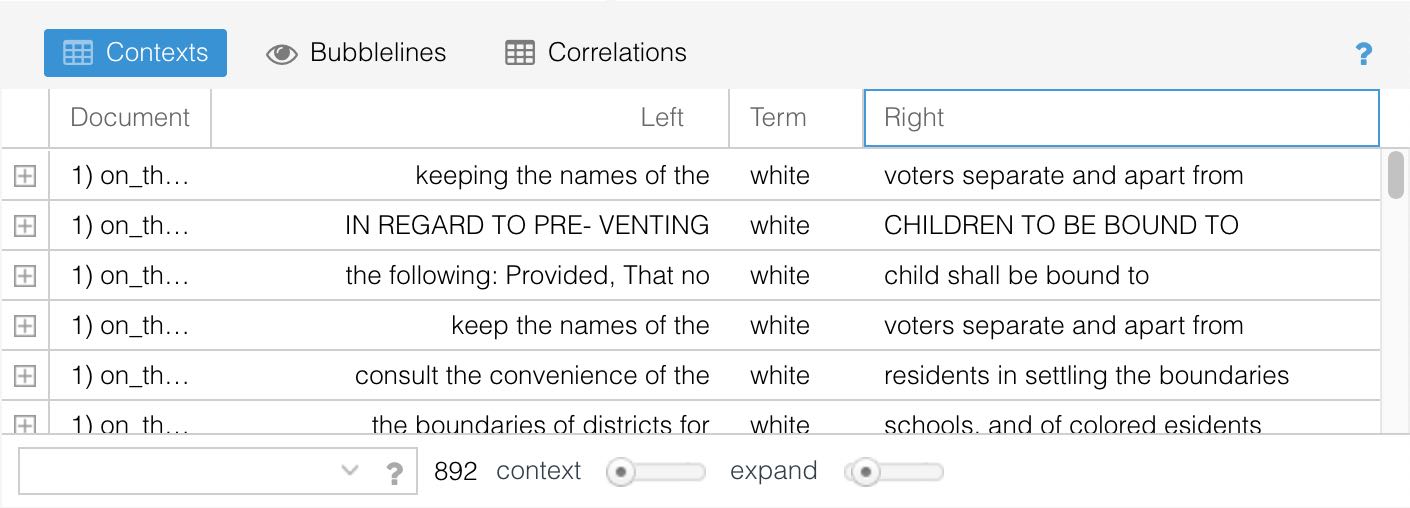 Contexts Bubblelines Correlations ?
Document Left Term Right
1) on_th… keeping the names of the white voters separate and apart from
1) on_th… IN REGARD TO PRE- VENTING white CHILDREN TO BE BOUND TO
1) on_th… the following: Provided, That no white child shall be bound to
1) on_th… keep the names of the white voters separate and apart from
1) on_th… consult the convenience of the white residents in settling the boundaries
1) on_th… the boundaries of districts for white schools, and of colored esidents
? 892 context expand